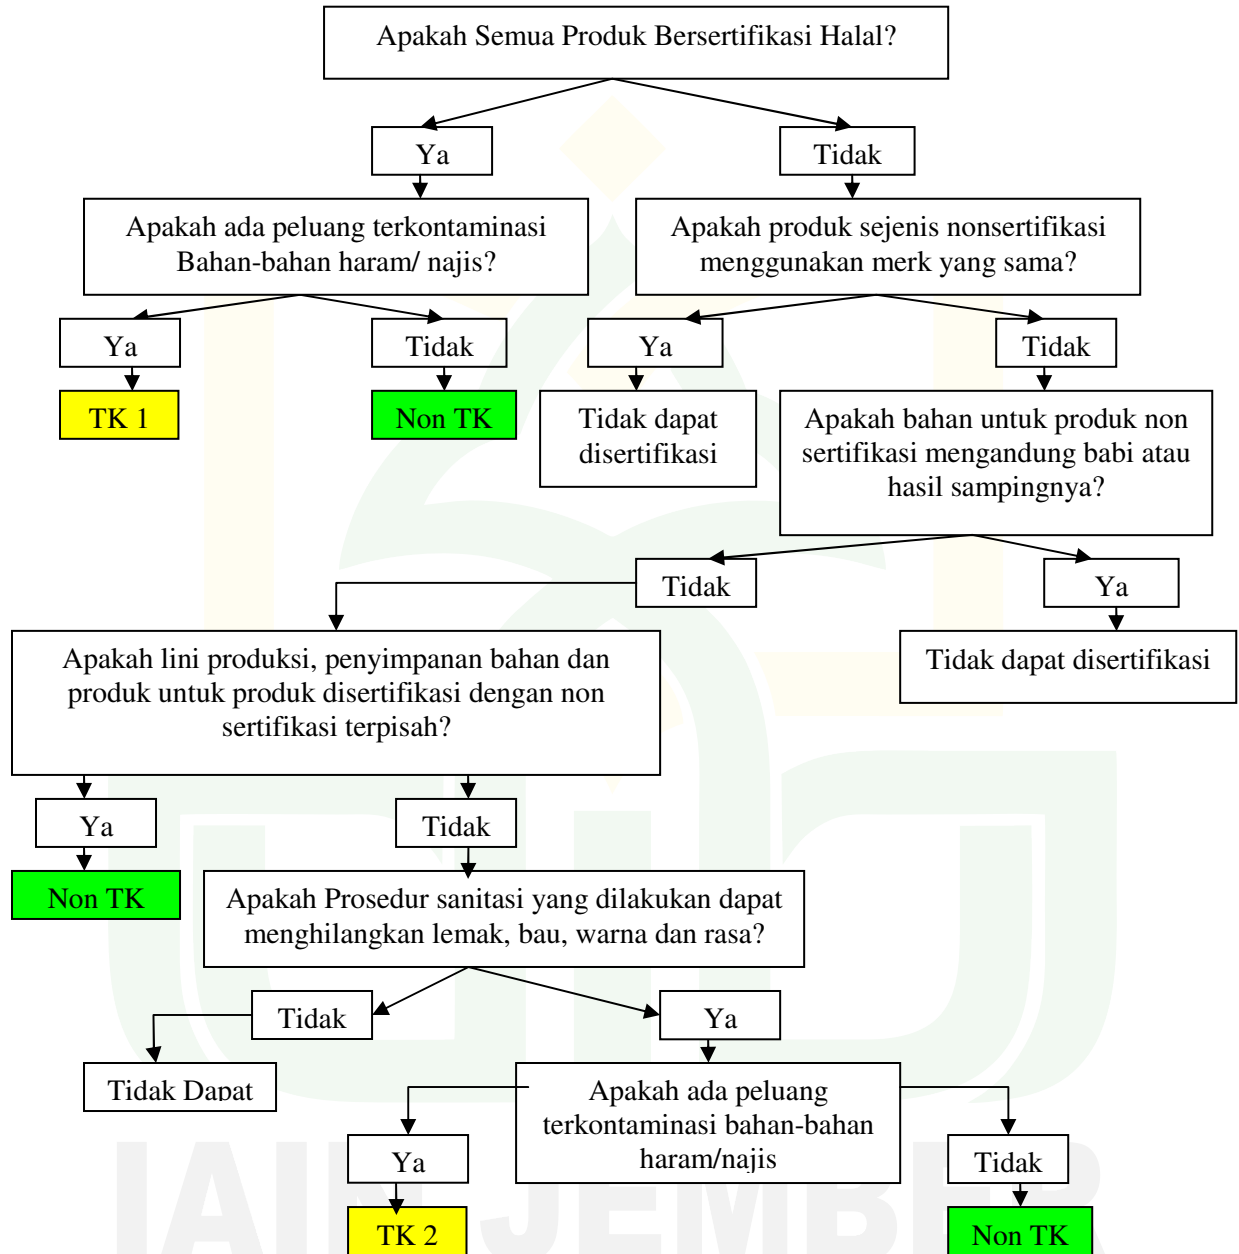 Apakah Semua Produk Bersertifikasi Halal?
Ya
Tidak
Apakah ada peluang terkontaminasi
Bahan-bahan haram/ najis?
Apakah produk sejenis nonsertifikasi
menggunakan merk yang sama?
Ya
Tidak
Ya
Tidak
TK 1
Non TK
Tidak dapat
disertifikasi
Apakah bahan untuk produk non
sertifikasi mengandung babi atau
hasil sampingnya?
Tidak
Ya
Apakah lini produksi, penyimpanan bahan dan
produk untuk produk disertifikasi dengan non
sertifikasi terpisah?
Tidak dapat disertifikasi
Ya
Tidak
Non TK
Apakah Prosedur sanitasi yang dilakukan dapat
menghilangkan lemak, bau, warna dan rasa?
Tidak
Ya
Tidak Dapat
Apakah ada peluang
terkontaminasi bahan-bahan
haram/najis
Ya
Tidak
TK 2
Non TK
IAIN JEMBER